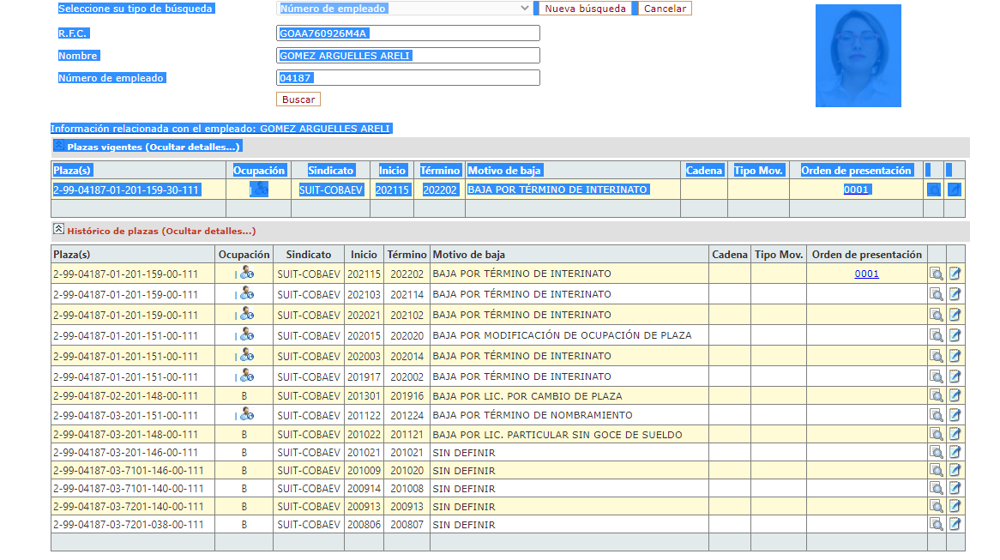 Seleccione su tipo de búsqueda Número de empleado Nueva búsqueda Cancelar
R.F.C. GOAA760926M4A
Nombre GOMEZ ARGUELLES ARELI
Número de empleado 04187
Buscar
Información relacionada con el empleado: GOMEZ ARGUELLES ARELI
Plazas vigentes (Ocultar detalles...)
Plaza(s) Ocupación Sindicato Inicio Término Motivo de baja Cadena Tipo Mov. Orden de presentación
2-99-04187-01-201-159-30-111 I SUIT-COBAEV 202115 202202 BAJA POR TÉRMINO DE INTERINATO 0001
Histórico de plazas (Ocultar detalles...)
Plaza(s) Ocupación Sindicato Inicio Término Motivo de baja Cadena Tipo Mov. Orden de presentación
2-99-04187-01-201-159-00-111 I SUIT-COBAEV 202115 202202 BAJA POR TÉRMINO DE INTERINATO 0001
2-99-04187-01-201-159-00-111 I SUIT-COBAEV 202103 202114 BAJA POR TÉRMINO DE INTERINATO
2-99-04187-01-201-159-00-111 I SUIT-COBAEV 202021 202102 BAJA POR TÉRMINO DE INTERINATO
2-99-04187-01-201-151-00-111 I SUIT-COBAEV 202015 202020 BAJA POR MODIFICACIÓN DE OCUPACIÓN DE PLAZA
2-99-04187-01-201-151-00-111 I SUIT-COBAEV 202003 202014 BAJA POR TÉRMINO DE INTERINATO
2-99-04187-01-201-151-00-111 I SUIT-COBAEV 201917 202002 BAJA POR TÉRMINO DE INTERINATO
2-99-04187-02-201-148-00-111 B SUIT-COBAEV 201301 201916 BAJA POR LIC. POR CAMBIO DE PLAZA
2-99-04187-03-201-151-00-111 I SUIT-COBAEV 201122 201224 BAJA POR TÉRMINO DE NOMBRAMIENTO
2-99-04187-03-201-148-00-111 B SUIT-COBAEV 201022 201121 BAJA POR LIC. PARTICULAR SIN GOCE DE SUELDO
2-99-04187-03-201-146-00-111 B SUIT-COBAEV 201021 201021 SIN DEFINIR
2-99-04187-03-7101-146-00-111 B SUIT-COBAEV 201009 201020 SIN DEFINIR
2-99-04187-03-7101-140-00-111 B SUIT-COBAEV 200914 201008 SIN DEFINIR
2-99-04187-03-7201-140-00-111 B SUIT-COBAEV 200913 200913 SIN DEFINIR
2-99-04187-03-7201-038-00-111 B SUIT-COBAEV 200806 200807 SIN DEFINIR